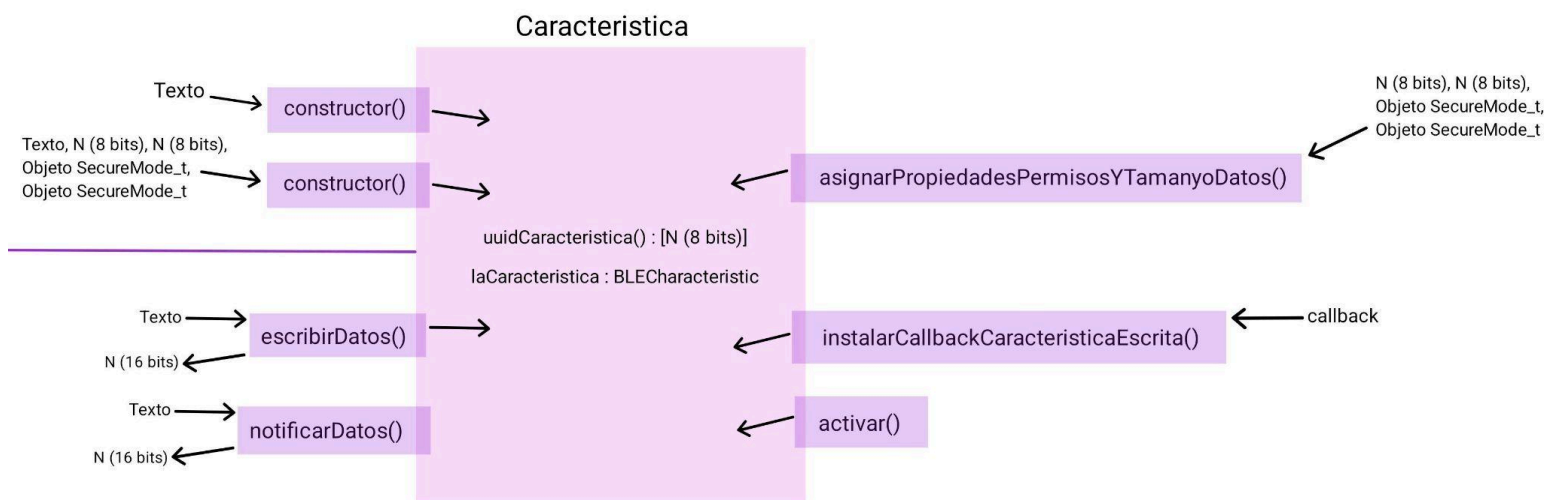 Caracteristica
Texto
constructor()
Texto, N (8 bits), N (8 bits),
Objeto SecureMode_t,
Objeto SecureMode_t
constructor()
N (8 bits), N (8 bits),
Objeto SecureMode_t,
Objeto SecureMode_t
asignarPropiedadesPermisosYTamanyoDatos()
uuidCaracteristica() : [N (8 bits)]
laCaracteristica : BLECharacteristic
Texto
escribirDatos()
N (16 bits)
callback
instalarCallbackCaracteristicaEscrita()
Texto
notificarDatos()
N (16 bits)
activar()